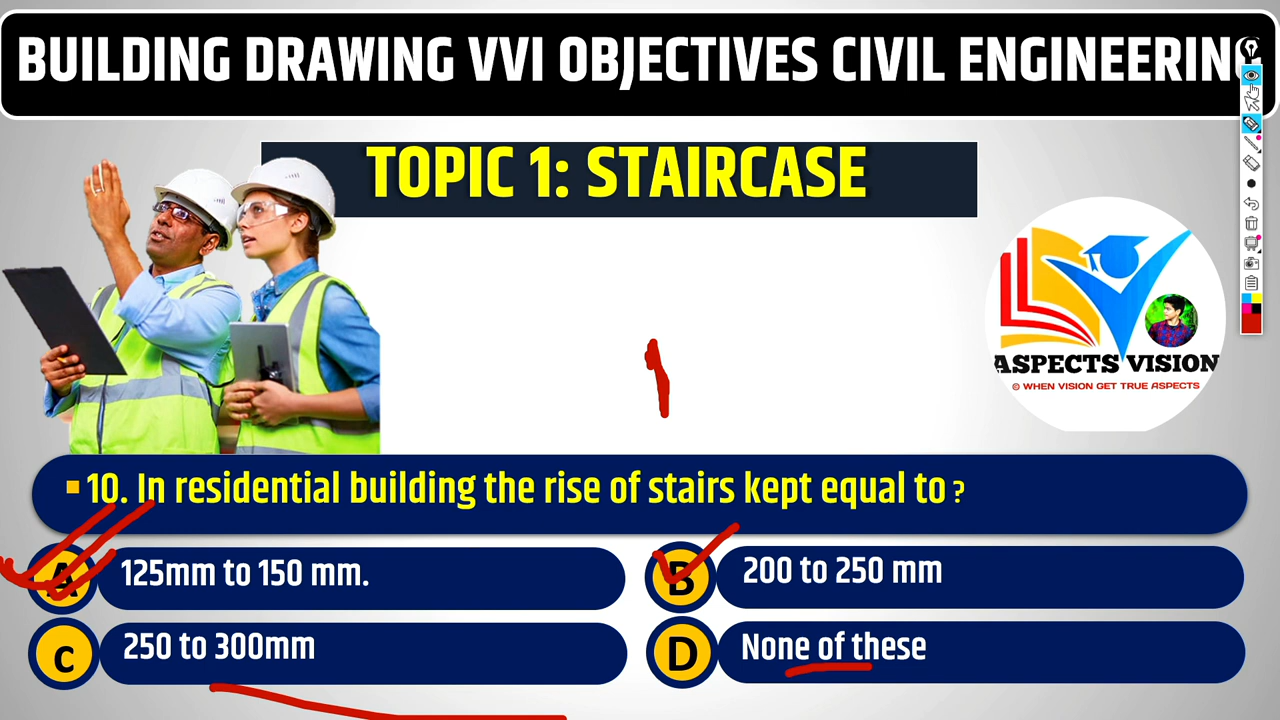 BUILDING DRAWING VVI OBJECTIVES CIVIL ENGINEERING
TOPIC 1: STAIRCASE
ASPECTS VISION
© WHEN VISION GET TRUE ASPECTS
10. In residential building the rise of stairs kept equal to ?
A 125mm to 150 mm.
B 200 to 250 mm
C 250 to 300mm
D None of these